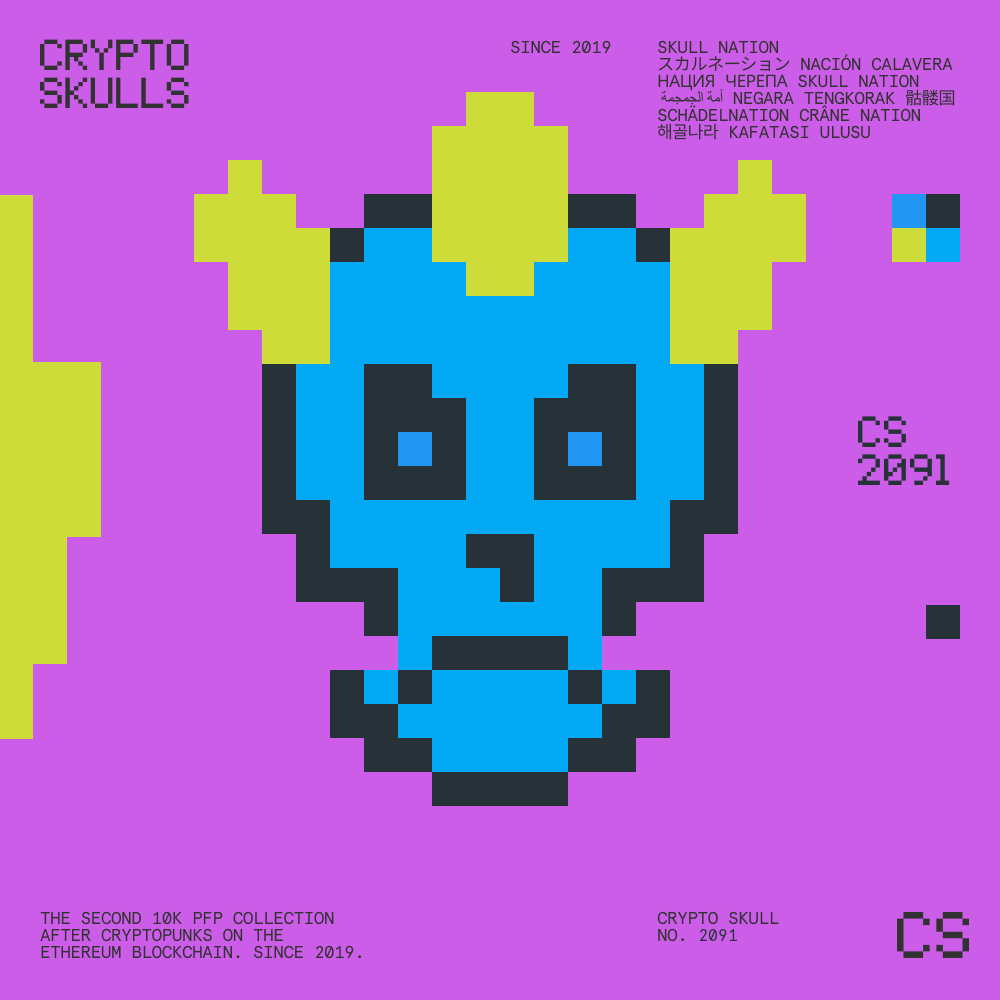 CRYPTO
SKULLS
SINCE 2019
SKULL NATION
スカルネーション NACIÓN CALAVERA
НАЦИЯ ЧЕРЕПА SKULL NATION
أمة الجمجمة NEGARA TENGKORAK 骷髅国
SCHÄDELNATION CRÂNE NATION
해골나라 KAFATASI ULUSU
CS
2091
THE SECOND 10K PFP COLLECTION
AFTER CRYPTOPUNKS ON THE
ETHEREUM BLOCKCHAIN. SINCE 2019.
CRYPTO SKULL
NO. 2091
CS